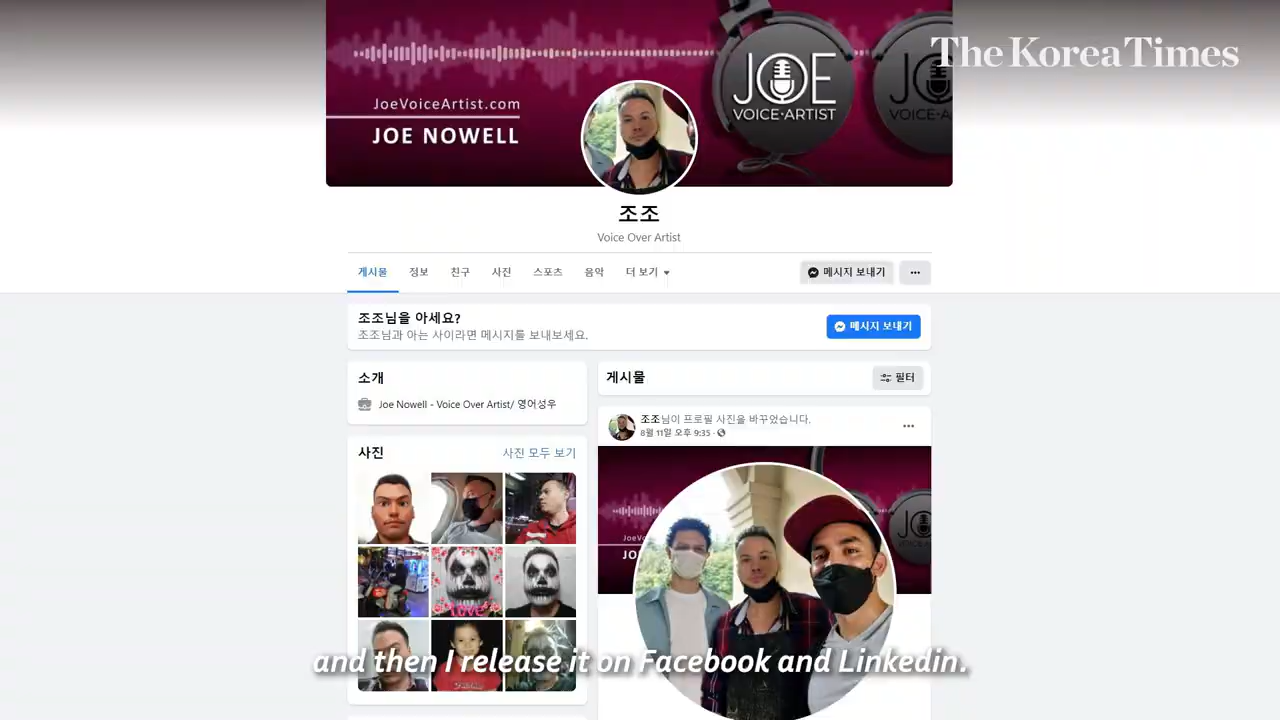 The Korea Times
JoeVoiceArtist.com
JOE NOWELL
JOE
VOICE•ARTIST
조조
Voice Over Artist
게시물 정보 친구 사진 스포츠 음악 더 보기
메시지 보내기
조조님을 아세요?
조조님과 아는 사이라면 메시지를 보내보세요.
메시지 보내기
소개
Joe Nowell - Voice Over Artist/ 영어성우
사진
사진 모두 보기
게시물
필터
조조님이 프로필 사진을 바꾸었습니다.
8월 11일 오후 9:35
LOVE
and then I release it on Facebook and Linkedin.